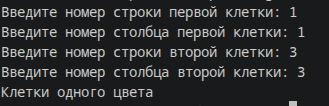 Введите номер строки первой клетки: 1
Введите номер столбца первой клетки: 1
Введите номер строки второй клетки: 3
Введите номер столбца второй клетки: 3
Клетки одного цвета